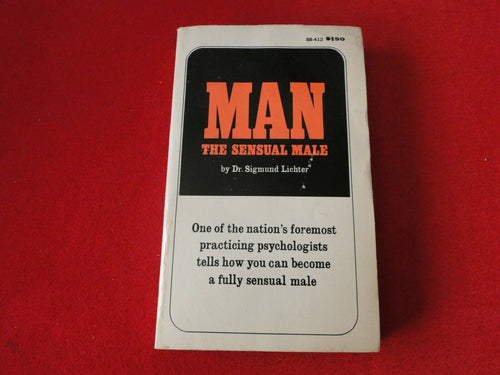 88-412 $1.50
MAN
THE SENSUAL MALE
by Dr. Sigmund Lichter
One of the nation's foremost
practicing psychologists
tells how you can become
a fully sensual male